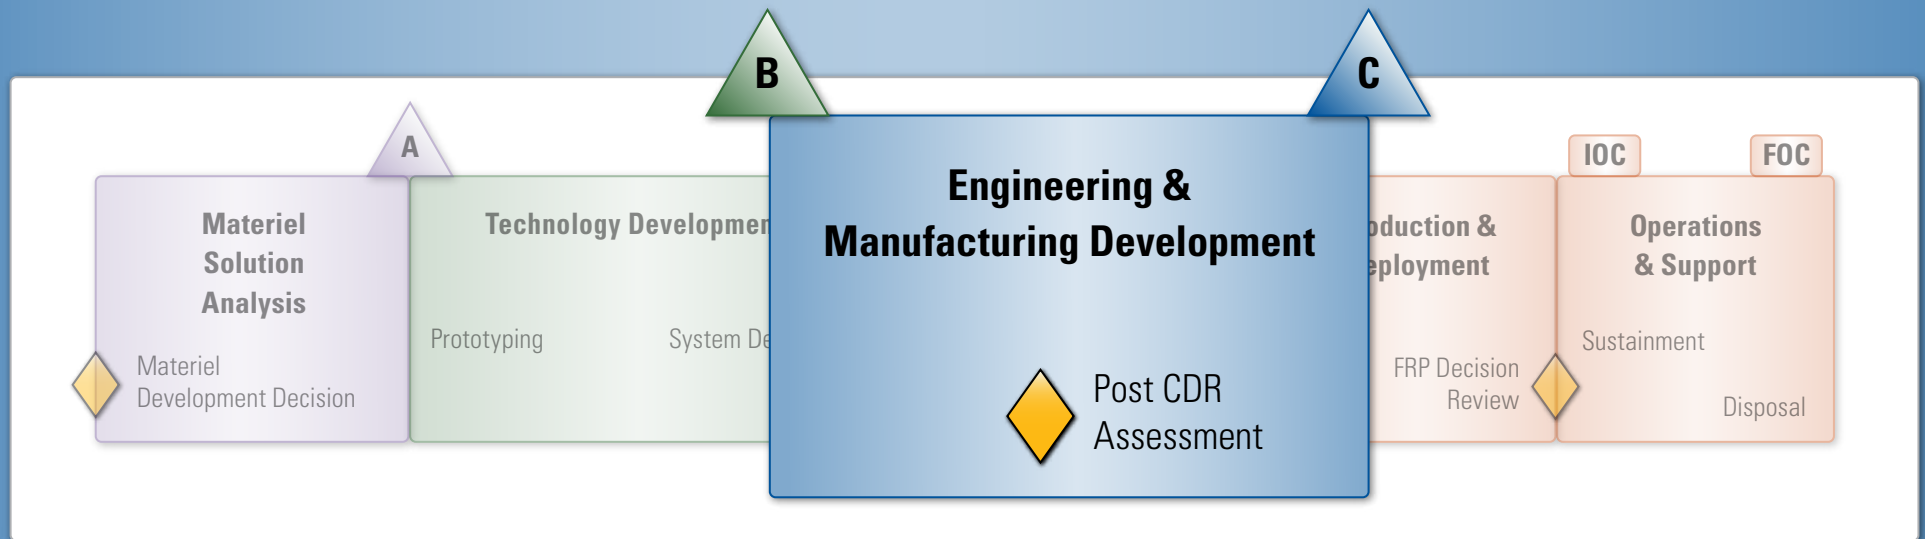 A
B
C
IOC
FOC
Materiel
Solution
Analysis
Materiel
Development Decision
Technology Developmen
Prototyping
System De
Engineering &
Manufacturing Development
Post CDR
Assessment
oduction &
eployment
FRP Decision
Review
Operations
& Support
Sustainment
Disposal